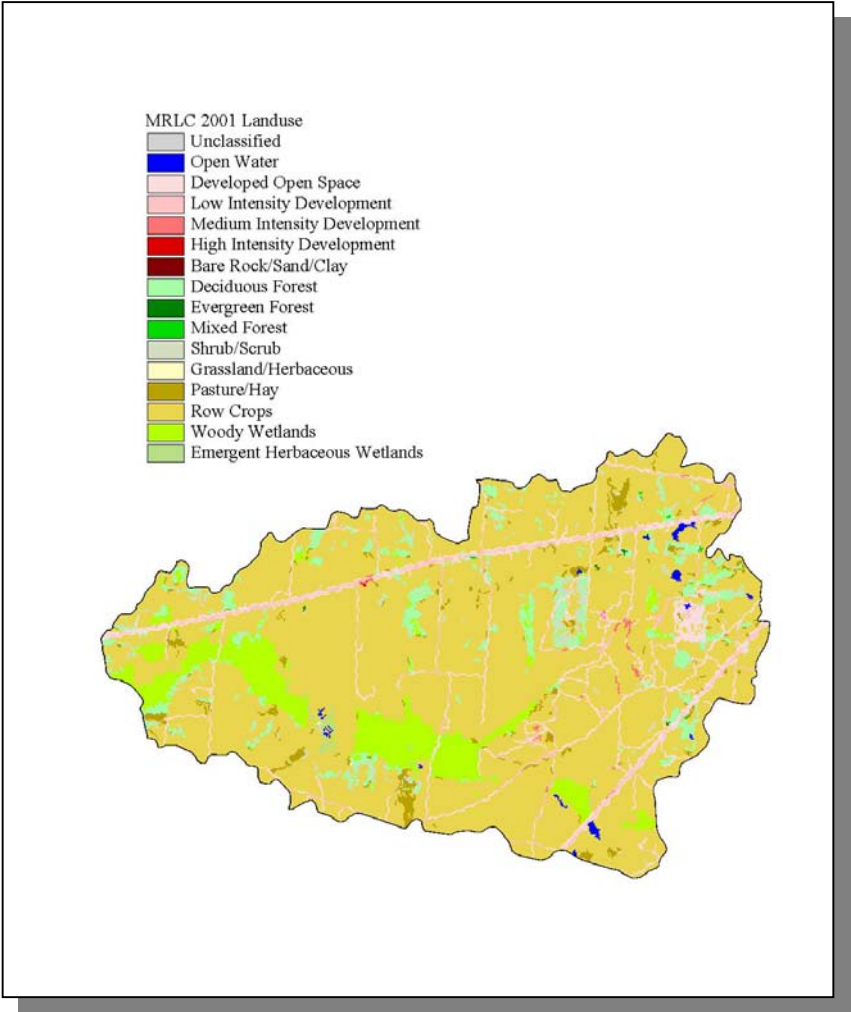 MRLC 2001 Landuse
Unclassified
Open Water
Developed Open Space
Low Intensity Development
Medium Intensity Development
High Intensity Development
Bare Rock/Sand/Clay
Deciduous Forest
Evergreen Forest
Mixed Forest
Shrub/Scrub
Grassland/Herbaceous
Pasture/Hay
Row Crops
Woody Wetlands
Emergent Herbaceous Wetlands